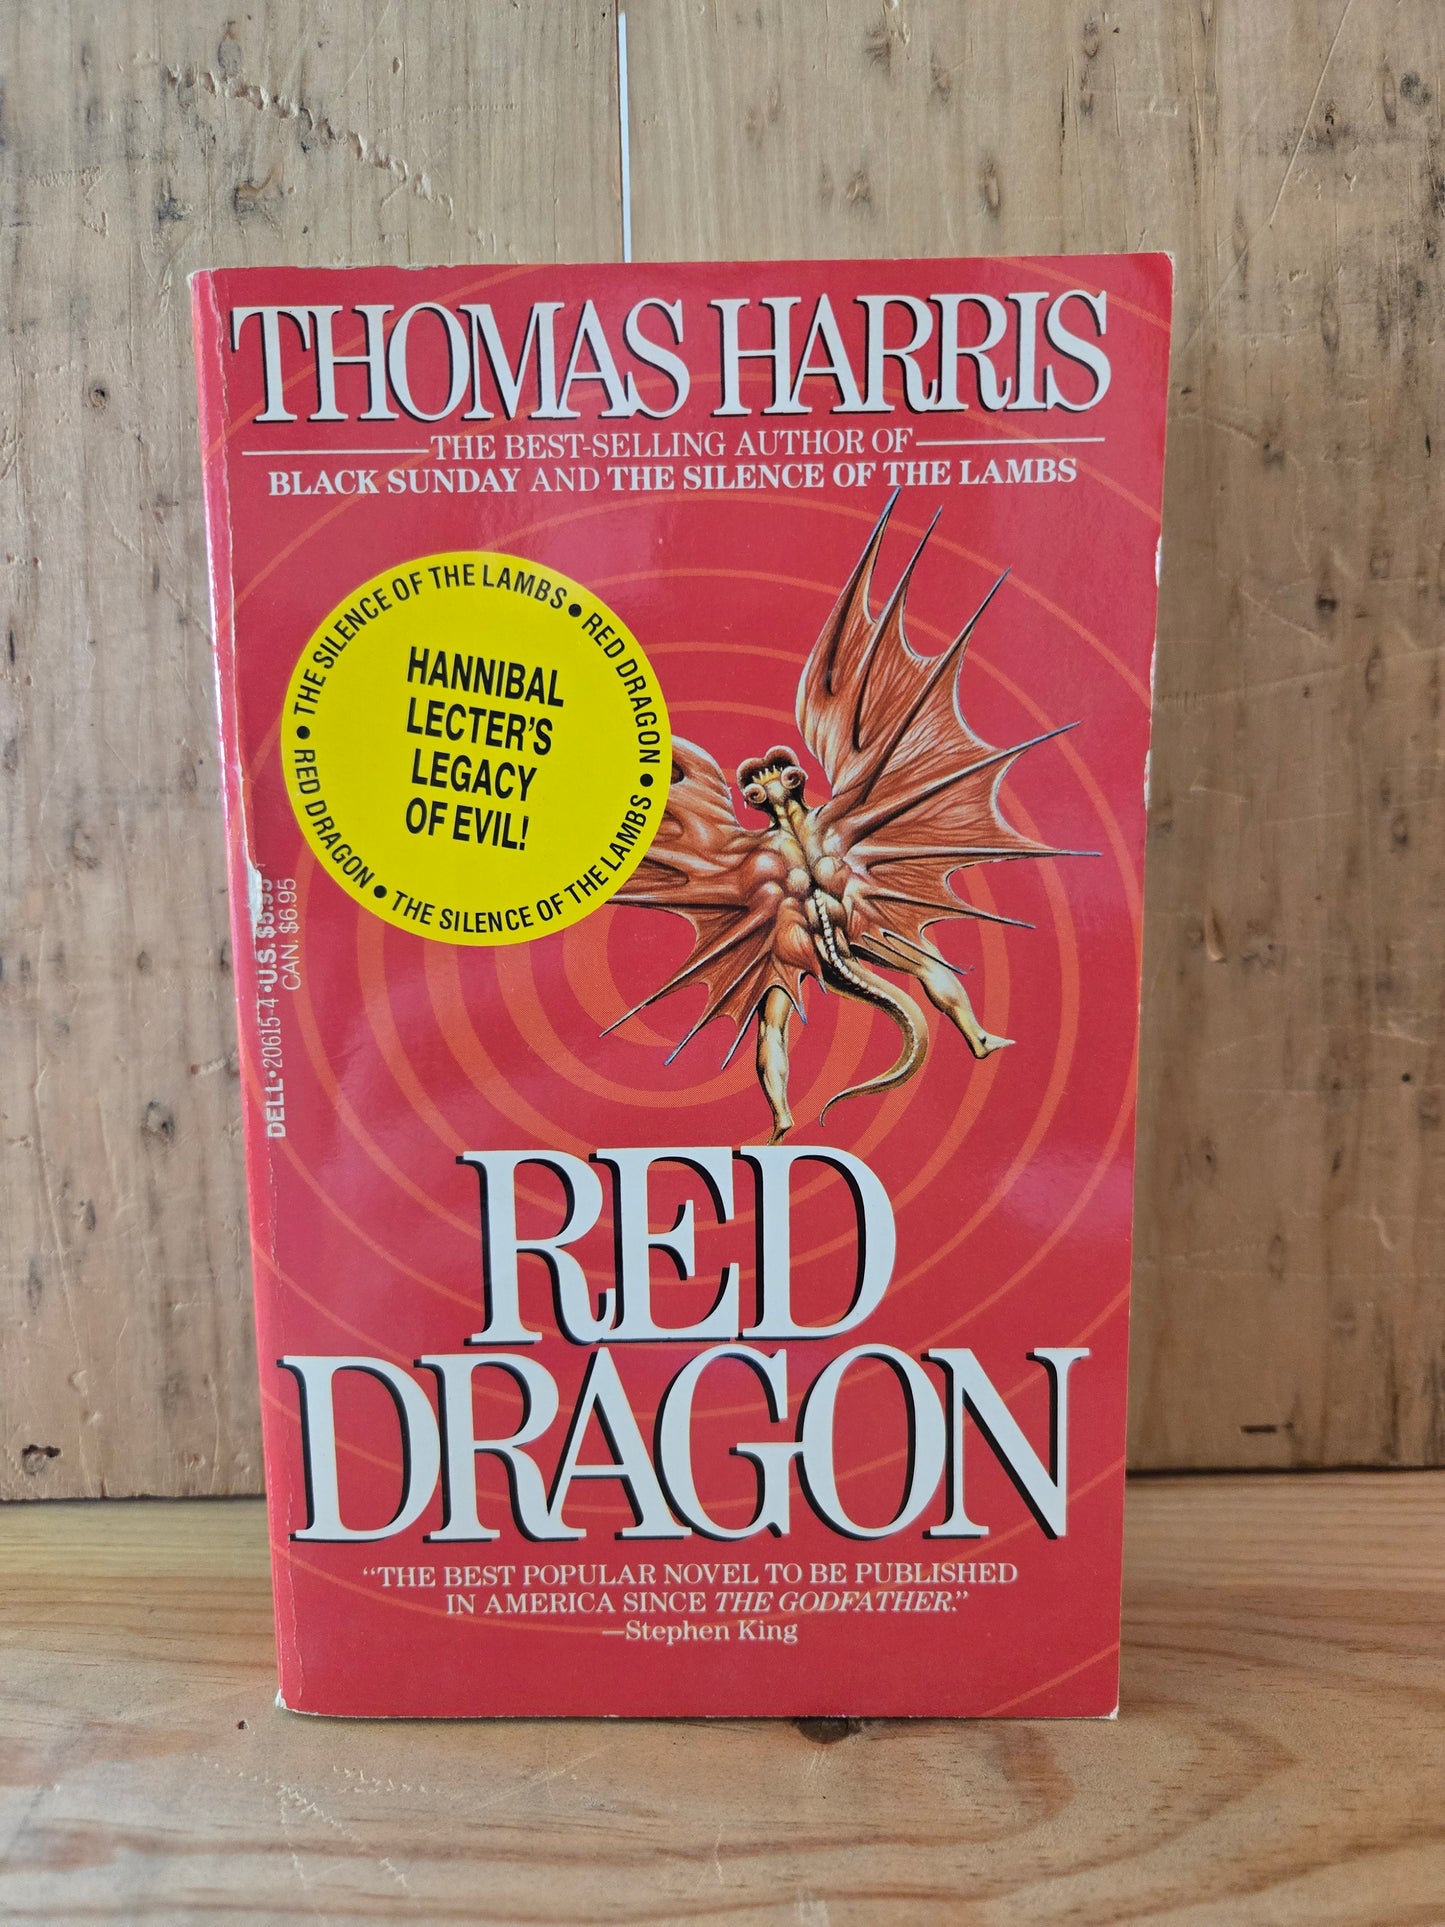 THOMAS HARRIS
THE BEST-SELLING AUTHOR OF
BLACK SUNDAY AND THE SILENCE OF THE LAMBS
THE SILENCE OF THE LAMBS • RED DRAGON • THE SILENCE OF THE LAMBS • RED DRAGON •
HANNIBAL
LECTER'S
LEGACY
OF EVIL!
DELL • 20615-4 • U.S. $5.95
CAN. $6.95
RED
DRAGON
“THE BEST POPULAR NOVEL TO BE PUBLISHED
IN AMERICA SINCE THE GODFATHER.”
—Stephen King